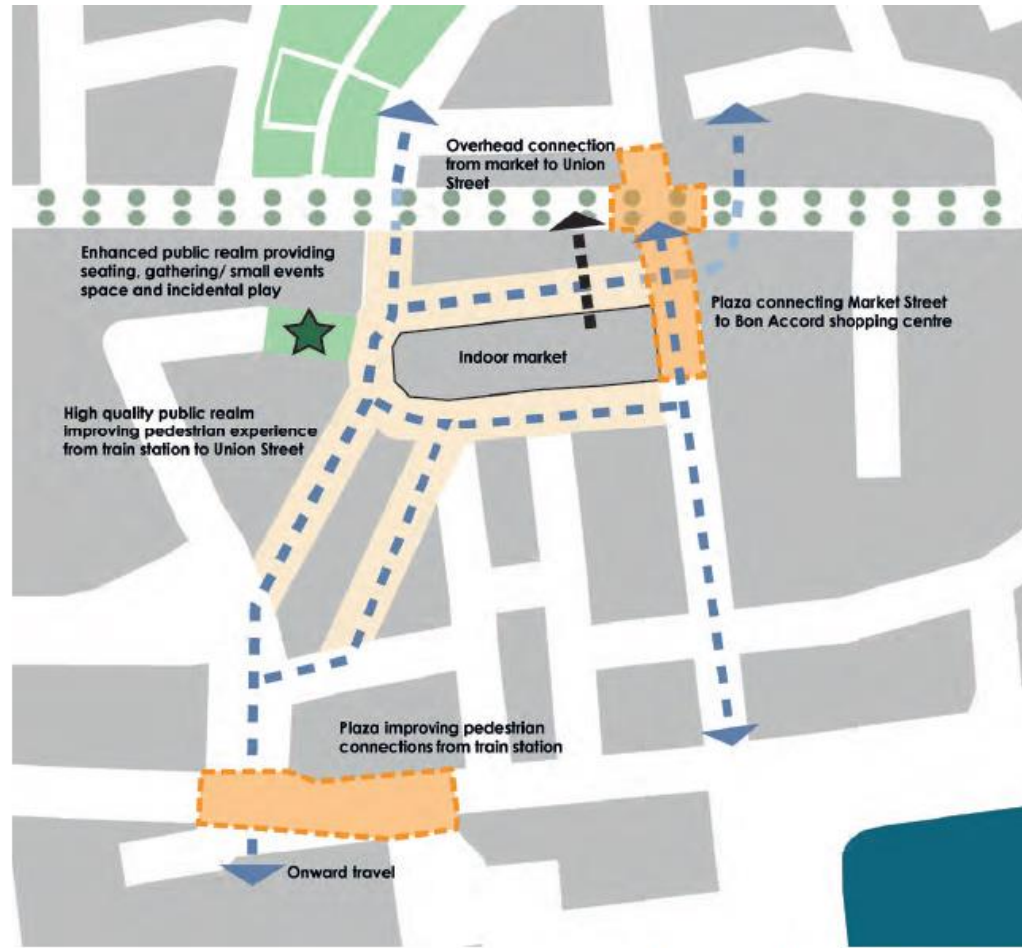 Overhead connection
from market to Union
Street
Enhanced public realm providing
seating, gathering/ small events
space and incidental play
Plaza connecting Market Street
to Bon Accord shopping centre
Indoor market
High quality public realm
improving pedestrian experience
from train station to Union Street
Plaza improving pedestrian
connections from train station
Onward travel